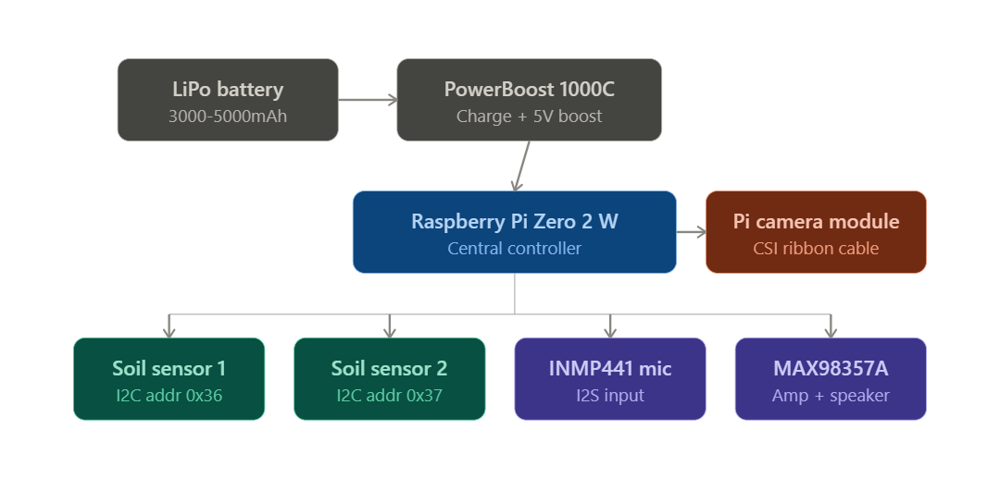 LiPo battery
3000-5000mAh
PowerBoost 1000C
Charge + 5V boost
Raspberry Pi Zero 2 W
Central controller
Pi camera module
CSI ribbon cable
Soil sensor 1
I2C addr 0x36
Soil sensor 2
I2C addr 0x37
INMP441 mic
I2S input
MAX98357A
Amp + speaker